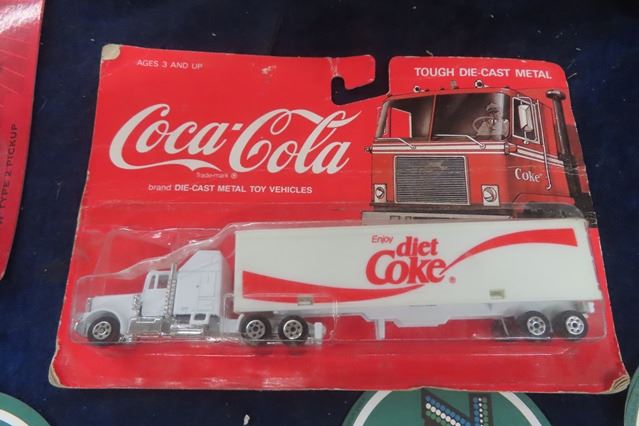 AGES 3 AND UP
TOUGH DIE-CAST METAL
Coca-Cola
Trade-mark ®
brand DIE-CAST METAL TOY VEHICLES
Coke
Enjoy
diet
Coke®
TYPE 2 PICKUP